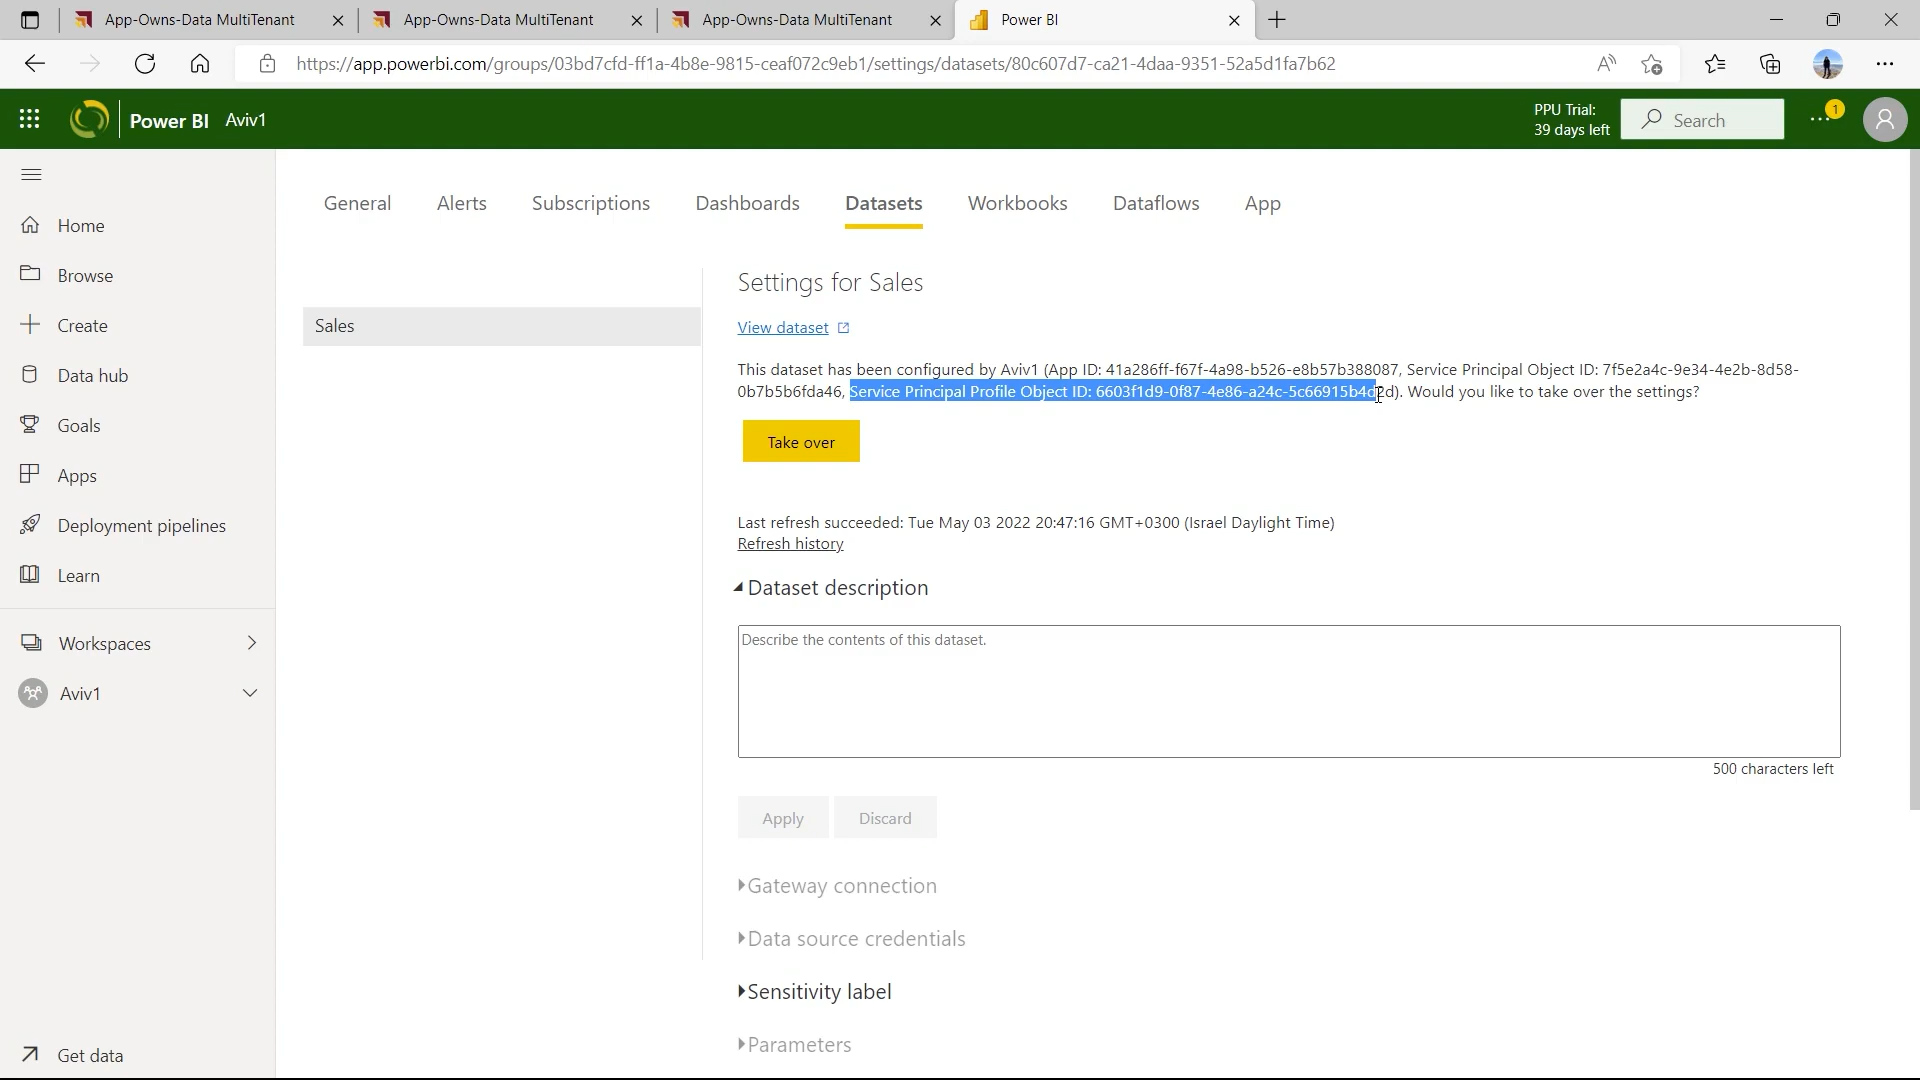 App-Owns-Data MultiTenant
App-Owns-Data MultiTenant
App-Owns-Data MultiTenant
Power BI
https://app.powerbi.com/groups/03bd7cfd-ff1a-4b8e-9815-ceaf072c9eb1/settings/datasets/80c607d7-ca21-4daa-9351-52a5d1fa7b62
Power BI Aviv1
PPU Trial:
39 days left
Search
1
General Alerts Subscriptions Dashboards Datasets Workbooks Dataflows App
Home
Browse
Create
Data hub
Goals
Apps
Deployment pipelines
Learn
Workspaces
Aviv1
Get data
Sales
Settings for Sales
View dataset
This dataset has been configured by Aviv1 (App ID: 41a286ff-f67f-4a98-b526-e8b57b388087, Service Principal Object ID: 7f5e2a4c-9e34-4e2b-8d58-
0b7b5b6fda46, Service Principal Profile Object ID: Would you like to take over the settings?
Take over
Last refresh succeeded: Tue May 03 2022 20:47:16 GMT+0300 (Israel Daylight Time)
Refresh history
Dataset description
Describe the contents of this dataset.
500 characters left
Apply Discard
Gateway connection
Data source credentials
Sensitivity label
Parameters